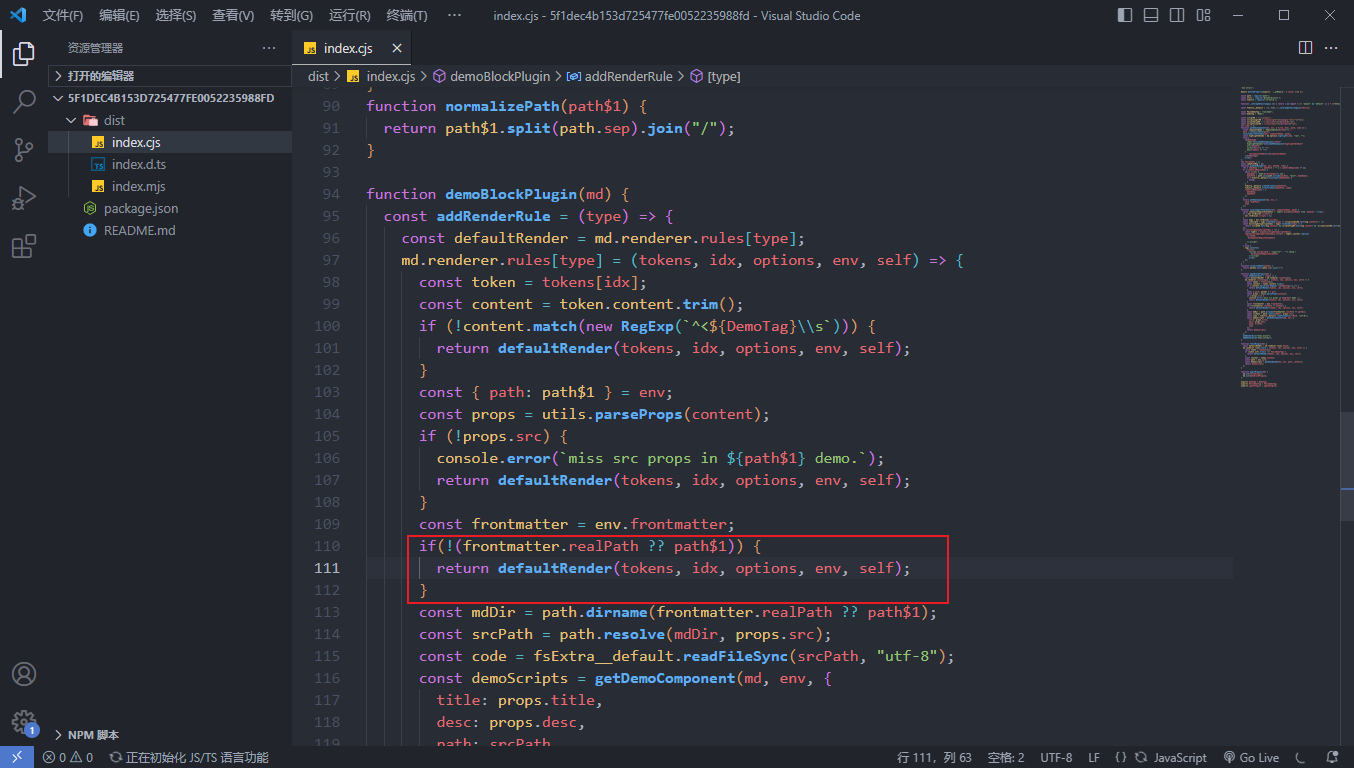 文件(F) 编辑(E) 选择(S) 查看(V) 转到(G) 运行(R) 终端(T) ··· index.cjs - 5f1dec4b153d725477fe0052235988fd - Visual Studio Code
资源管理器 ···
打开的编辑器
5F1DEC4B153D725477FE0052235988FD
dist
JS index.cjs
TS index.d.ts
JS index.mjs
package.json
README.md
NPM 脚本
JS index.cjs
dist > JS index.cjs > demoBlockPlugin > addRenderRule > [type]
90 function normalizePath(path$1) {
91 return path$1.split(path.sep).join("/");
92 }
93
94 function demoBlockPlugin(md) {
95 const addRenderRule = (type) => {
96 const defaultRender = md.renderer.rules[type];
97 md.renderer.rules[type] = (tokens, idx, options, env, self) => {
98 const token = tokens[idx];
99 const content = token.content.trim();
100 if (!content.match(new RegExp(`^<${DemoTag}\\s`))) {
101 return defaultRender(tokens, idx, options, env, self);
102 }
103 const { path: path$1 } = env;
104 const props = utils.parseProps(content);
105 if (!props.src) {
106 console.error(`miss src props in ${path$1} demo.`);
107 return defaultRender(tokens, idx, options, env, self);
108 }
109 const frontmatter = env.frontmatter;
110 if(!(frontmatter.realPath ?? path$1)) {
111 return defaultRender(tokens, idx, options, env, self);
112 }
113 const mdDir = path.dirname(frontmatter.realPath ?? path$1);
114 const srcPath = path.resolve(mdDir, props.src);
115 const code = fsExtra__default.readFileSync(srcPath, "utf-8");
116 const demoScripts = getDemoComponent(md, env, {
117 title: props.title,
118 desc: props.desc,
119 path: srcPath
1
0 0 正在初始化 JS/TS 语言功能 行 111，列 63 空格: 2 UTF-8 LF {} JavaScript Go Live